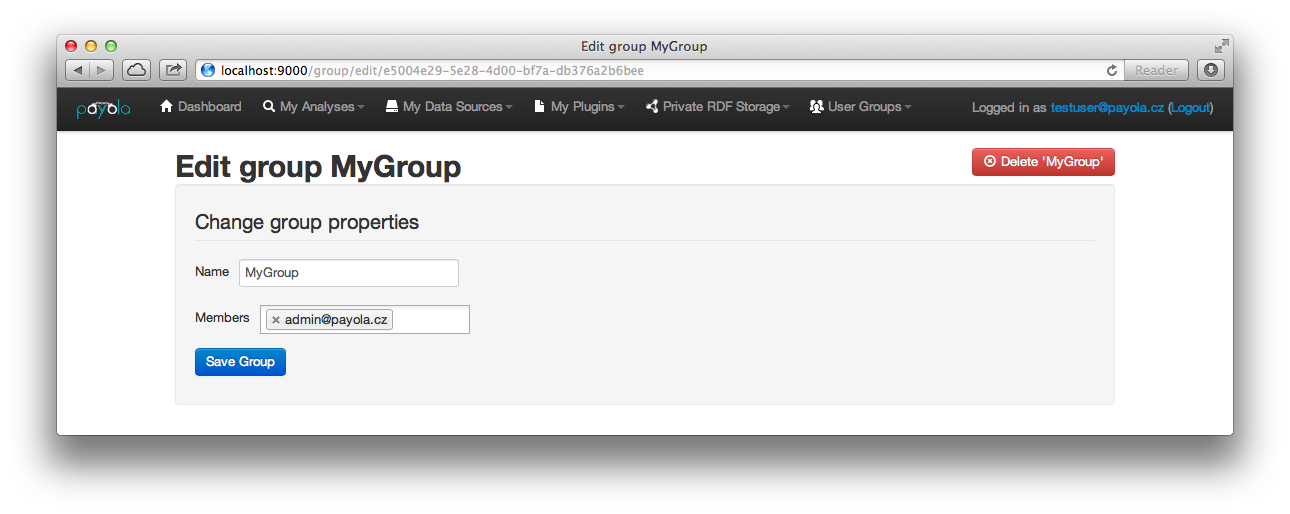 Edit group MyGroup
localhost:9000/group/edit/e5004e29-5e28-4d00-bf7a-db376a2b6bee
Reader
payola Dashboard My Analyses My Data Sources My Plugins Private RDF Storage User Groups Logged in as testuser@payola.cz (Logout)
Edit group MyGroup
Delete 'MyGroup'
Change group properties
Name MyGroup
Members × admin@payola.cz
Save Group